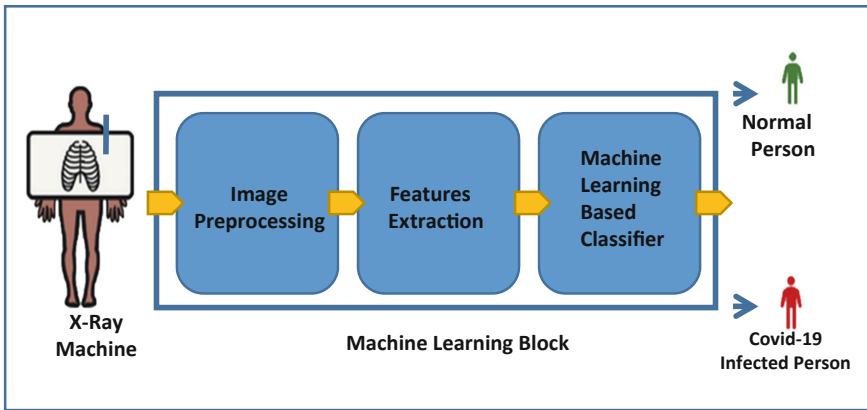 X-Ray
Machine
Image
Preprocessing
Features
Extraction
Machine
Learning
Based
Classifier
Machine Learning Block
Normal
Person
Covid-19
Infected Person